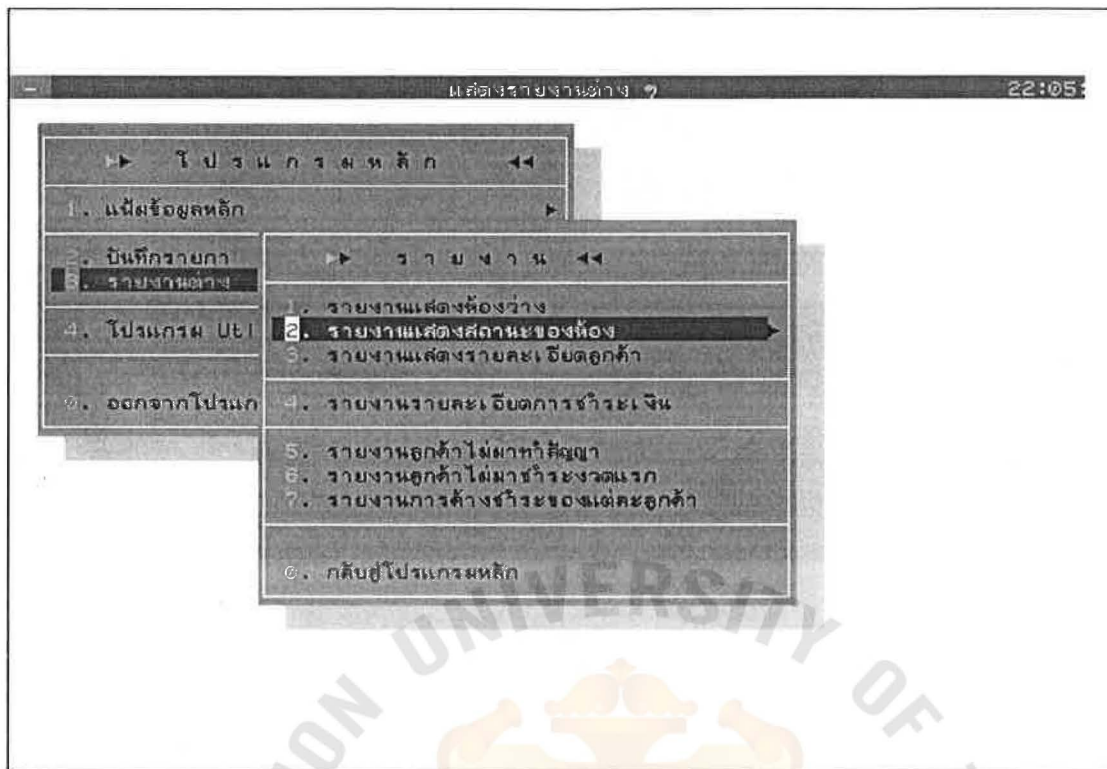 แสดงรายงานต่าง ๆ 22:05:
▶▶ โ ป ร แ ก ร ม ห ลั ก ◀◀
1. แฟ้มข้อมูลหลัก ▶
2. บันทึกรายกา
3. รายงานต่าง
4. โปรแกรม Uti
0. ออกจากโปรแก
▶▶ ร า ย ง า น ◀◀
1. รายงานแสดงห้องว่าง
2. รายงานแสดงสถานะของห้อง ▶
3. รายงานแสดงรายละเอียดลูกค้า
4. รายงานรายละเอียดการชำระเงิน
5. รายงานลูกค้าไม่มาทำสัญญา
6. รายงานลูกค้าไม่มาชำระงวดแรก
7. รายงานการค้างชำระของแต่ละลูกค้า
0. กลับสู่โปรแกรมหลัก
UNIVERSITY OF